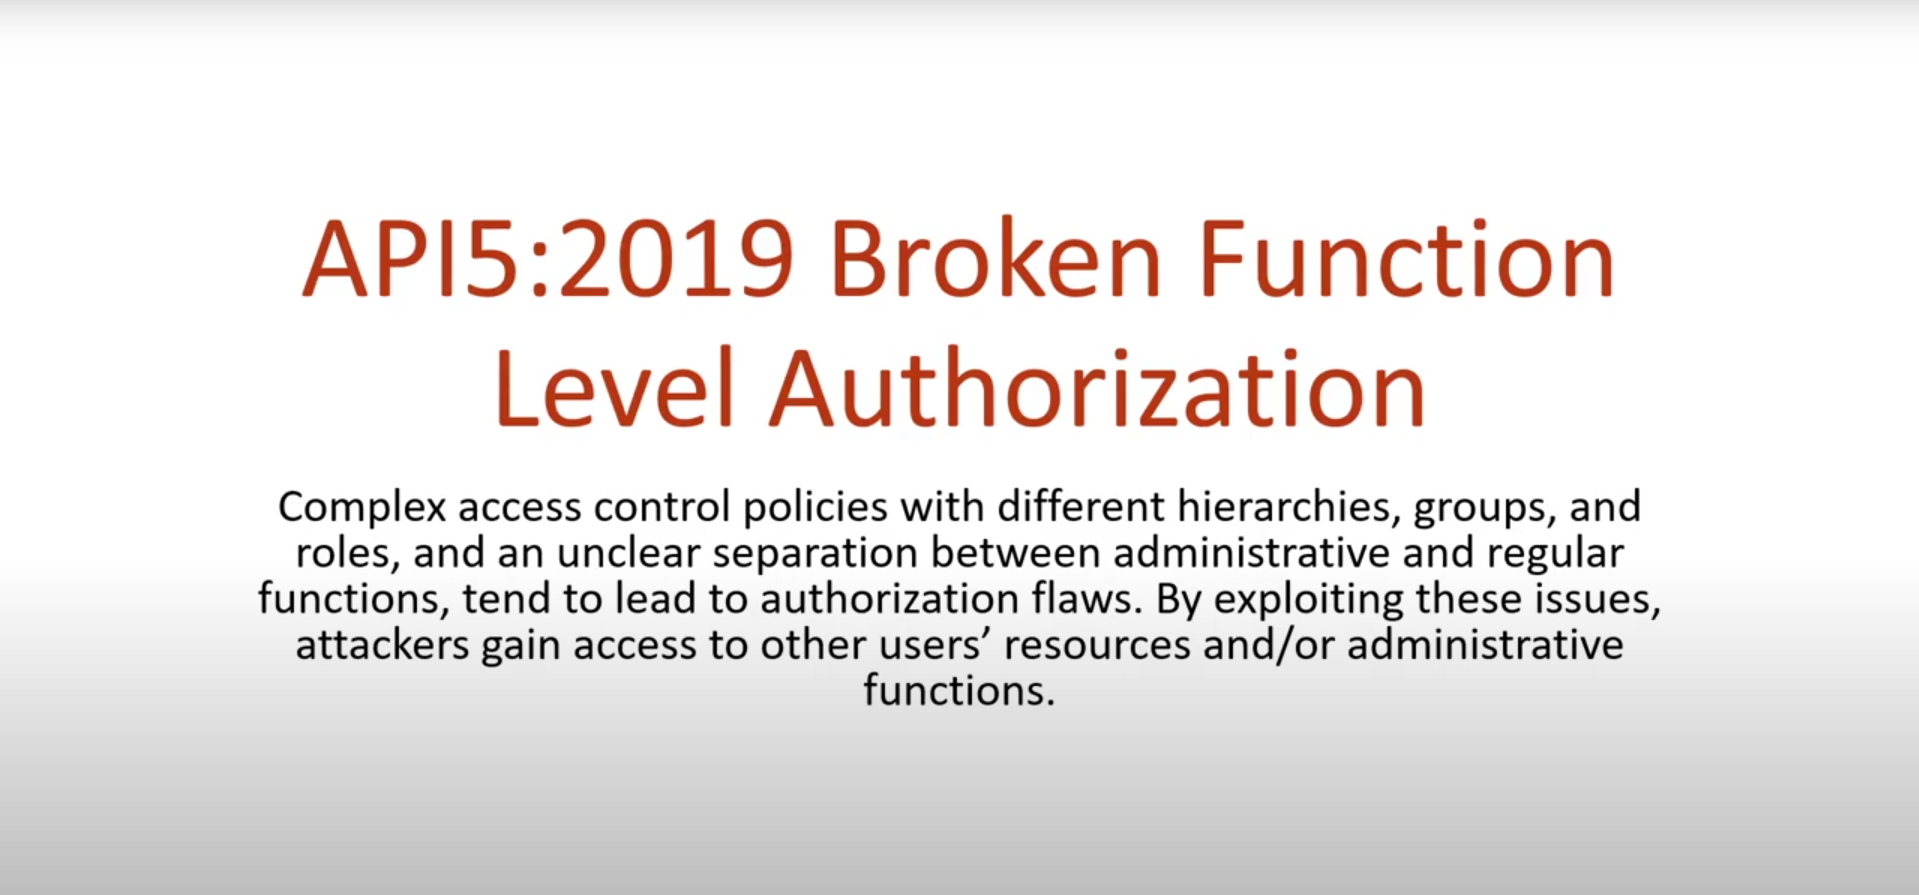 API5:2019 Broken Function
Level Authorization
Complex access control policies with different hierarchies, groups, and
roles, and an unclear separation between administrative and regular
functions, tend to lead to authorization flaws. By exploiting these issues,
attackers gain access to other users’ resources and/or administrative
functions.